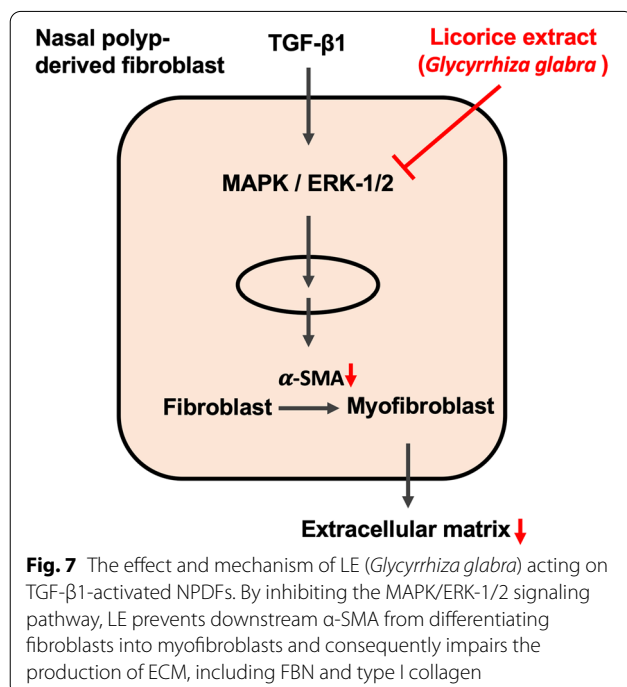 Nasal polyp-
derived fibroblast
TGF-β1
Licorice extract
(Glycyrrhiza glabra )
MAPK / ERK-1/2
α-SMA
Fibroblast
Myofibroblast
Extracellular matrix
Fig. 7 The effect and mechanism of LE (Glycyrrhiza glabra) acting on
TGF-β1-activated NPDFs. By inhibiting the MAPK/ERK-1/2 signaling
pathway, LE prevents downstream α-SMA from differentiating
fibroblasts into myofibroblasts and consequently impairs the
production of ECM, including FBN and type I collagen